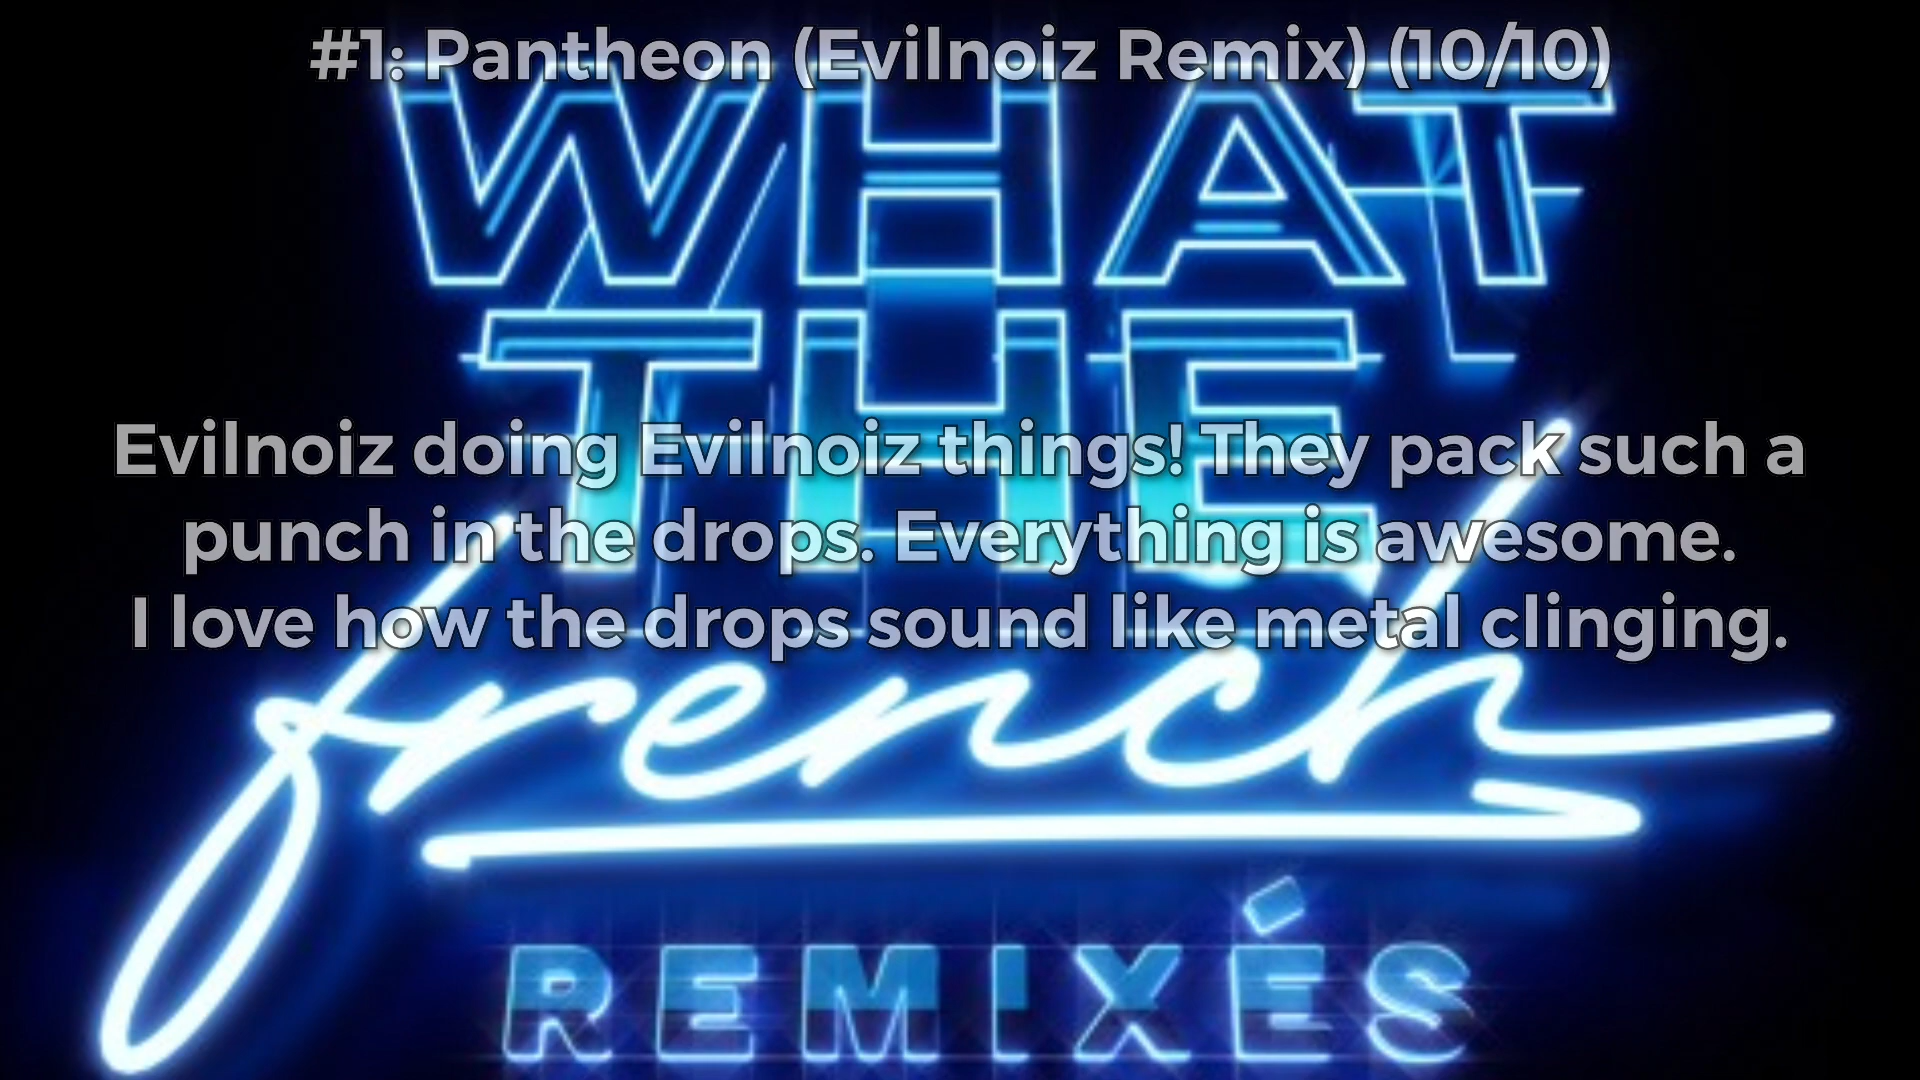 #1: Pantheon (Evilnoiz Remix) (10/10)
WHAT
THE
Evilnoiz doing Evilnoiz things! They pack such a
punch in the drops. Everything is awesome.
I love how the drops sound like metal clinging.
french
REMIXÉS